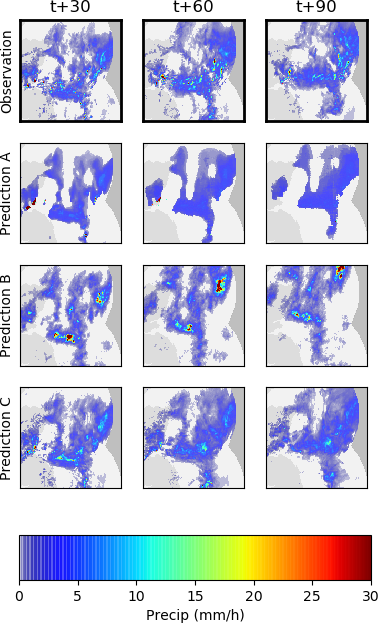 t+30 t+60 t+90
Observation
Prediction A
Prediction B
Prediction C
0 5 10 15 20 25 30
Precip (mm/h)